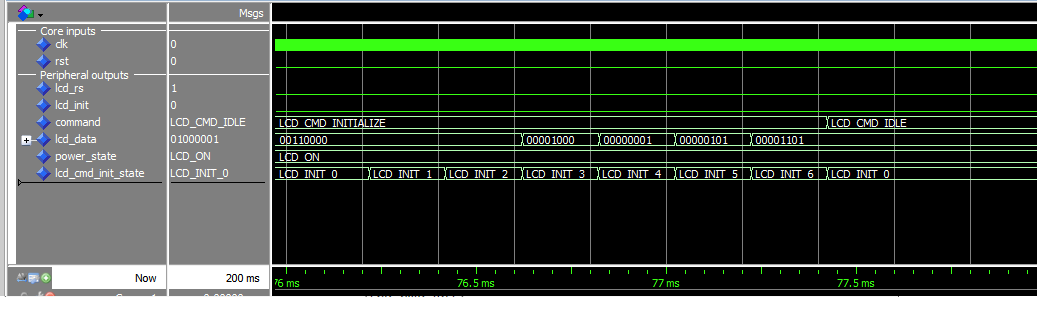 Msgs
Core inputs
clk 0
rst 0
Peripheral outputs
lcd_rs 1
lcd_init 0
command LCD_CMD_IDLE LCD_CMD_INITIALIZE LCD_CMD_IDLE
lcd_data 01000001 00110000 00001000 00000001 00000101 00001101
power_state LCD_ON LCD_ON
lcd_cmd_init_state LCD_INIT_0 LCD_INIT_0 LCD_INIT_1 LCD_INIT_2 LCD_INIT_3 LCD_INIT_4 LCD_INIT_5 LCD_INIT_6 LCD_INIT_0
Now 200 ms 76 ms 76.5 ms 77 ms 77.5 ms